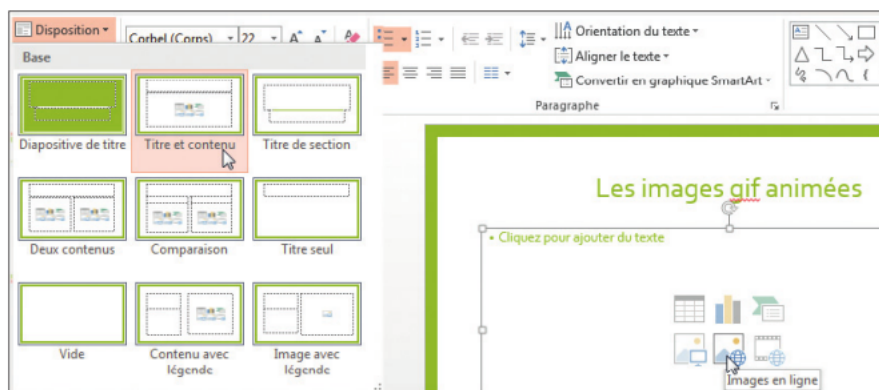 Disposition
Corbel (Corps) 22 A A
Base
Diapositive de titre Titre et contenu Titre de section
Deux contenus Comparaison Titre seul
Vide Contenu avec légende Image avec légende
Orientation du texte
Aligner le texte
Convertir en graphique SmartArt
Paragraphe
Les images gif animées
• Cliquez pour ajouter du texte
Images en ligne